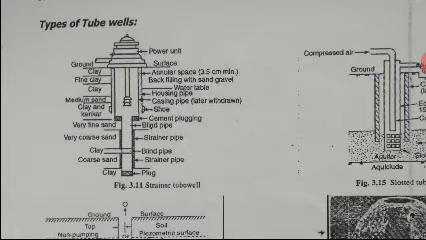 Types of Tube wells:
Power unit
Ground
Surface
Clay
Annular space (3.5 cm min.)
Fine clay
Back filling with sand gravel
Clay
Water table
Housing pipe
Medium sand
Casing pipe (later withdrawn)
Clay and
kankar
Shoe
Cement plugging
Very fine sand
Blind pipe
Very coarse sand
Strainer pipe
Clay
Blind pipe
Coarse sand
Strainer pipe
Clay
Plug
Fig. 3.11 Strainer tubewell
Ground
Surface
Top
Soil
Non-pumping
Piezometric surface
Compressed air
Ground
Aquifer
Aquiclude
Fig. 3.15 Slotted tub